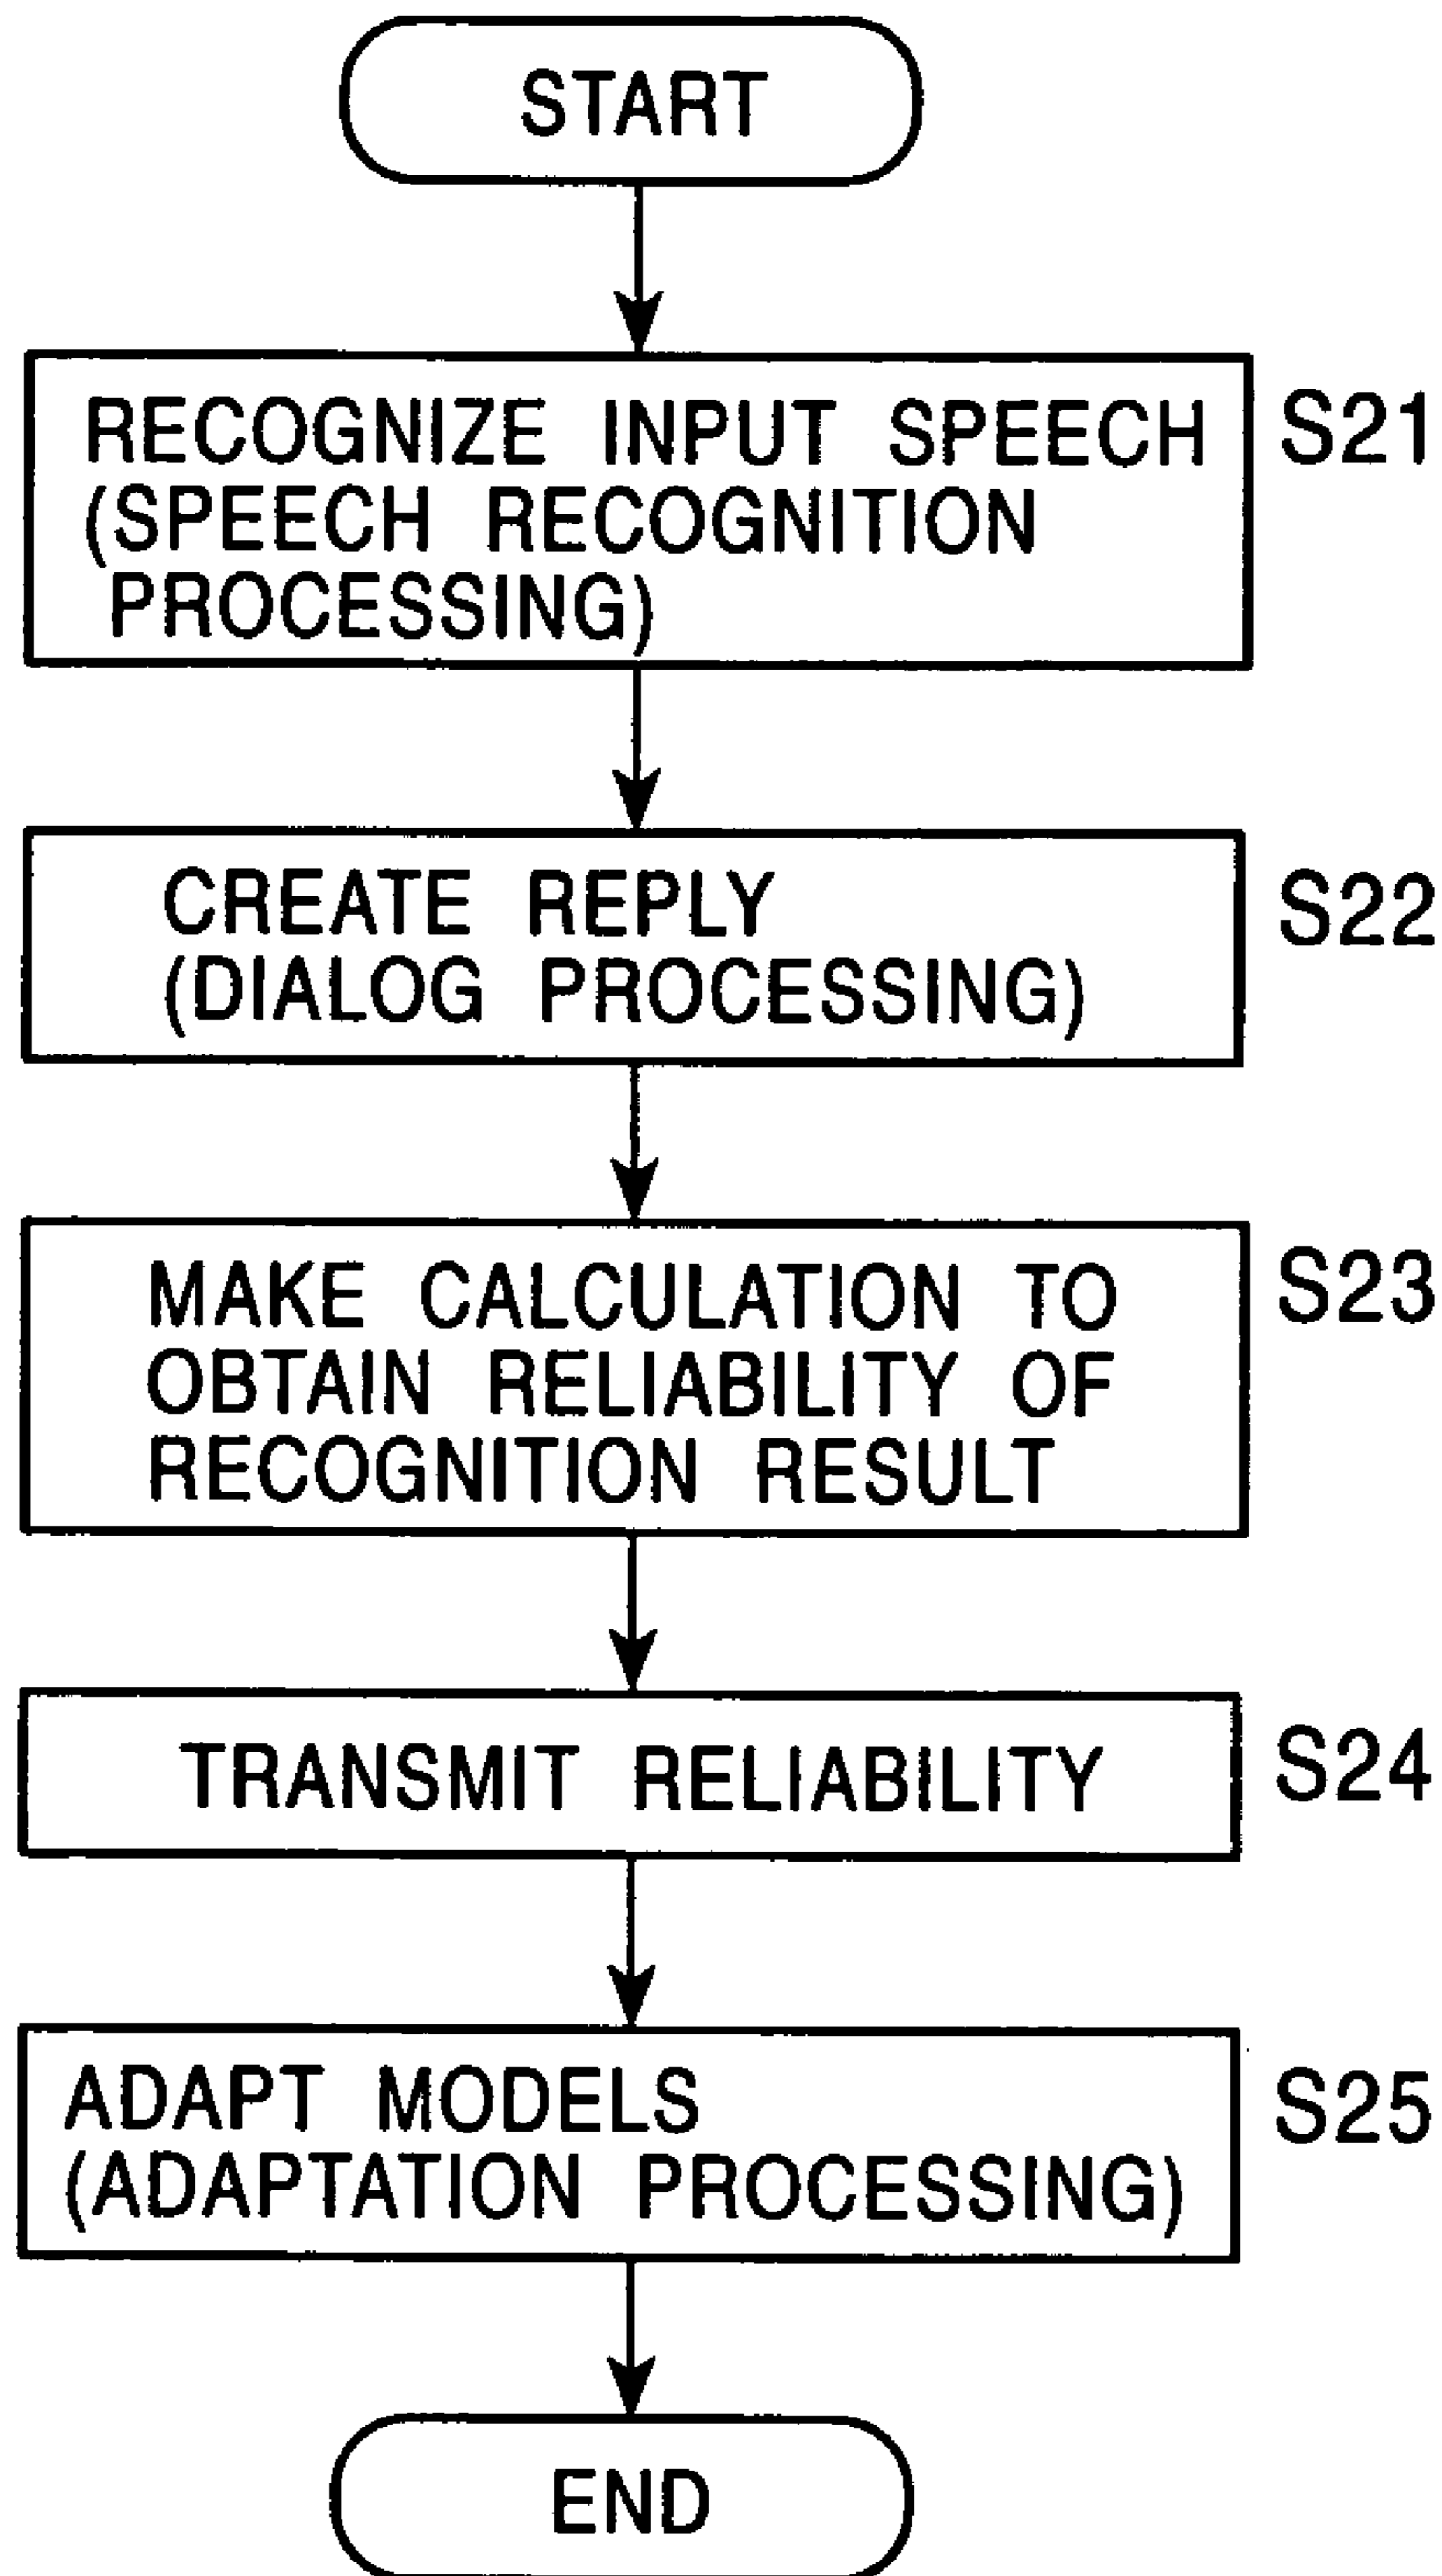 START
RECOGNIZE INPUT SPEECH
(SPEECH RECOGNITION
PROCESSING)
S21
CREATE REPLY
(DIALOG PROCESSING)
S22
MAKE CALCULATION TO
OBTAIN RELIABILITY OF
RECOGNITION RESULT
S23
TRANSMIT RELIABILITY
S24
ADAPT MODELS
(ADAPTATION PROCESSING)
S25
END